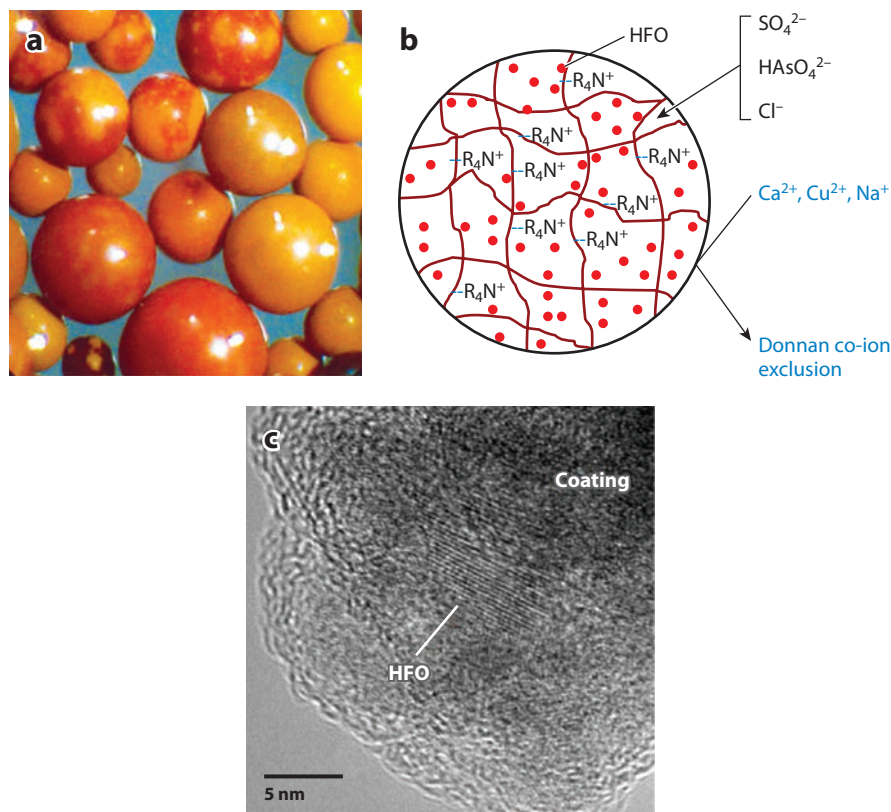 a
b
HFO
SO₄²⁻
HAsO₄²⁻
Cl⁻
--R₄N⁺
--R₄N⁺
--R₄N⁺
--R₄N⁺
--R₄N⁺
--R₄N⁺
--R₄N⁺
--R₄N⁺
--R₄N⁺
Ca²⁺, Cu²⁺, Na⁺
Donnan co-ion
exclusion
c
Coating
HFO
5 nm